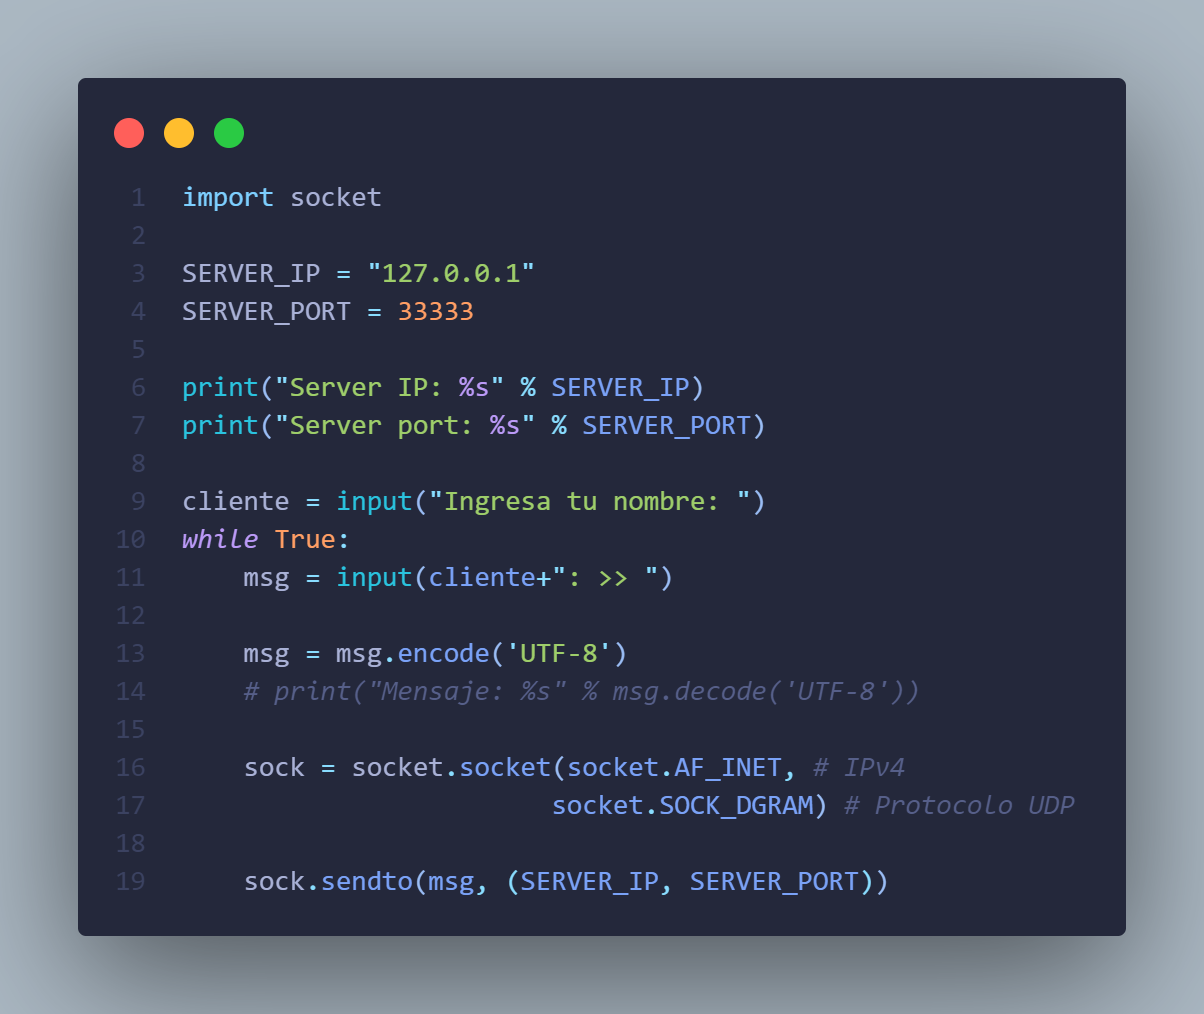 1 import socket
2
3 SERVER_IP = "127.0.0.1"
4 SERVER_PORT = 33333
5
6 print("Server IP: %s" % SERVER_IP)
7 print("Server port: %s" % SERVER_PORT)
8
9 cliente = input("Ingresa tu nombre: ")
10 while True:
11     msg = input(cliente+": >> ")
12
13     msg = msg.encode('UTF-8')
14     # print("Mensaje: %s" % msg.decode('UTF-8'))
15
16     sock = socket.socket(socket.AF_INET, # IPv4
17                         socket.SOCK_DGRAM) # Protocolo UDP
18
19     sock.sendto(msg, (SERVER_IP, SERVER_PORT))